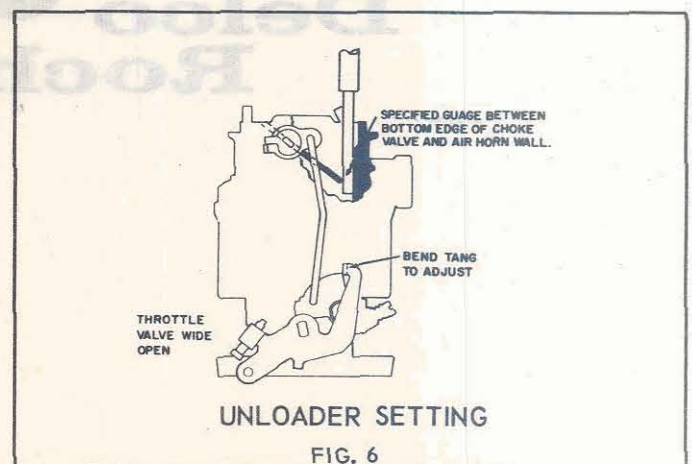 SPECIFIED GUAGE BETWEEN
BOTTOM EDGE OF CHOKE
VALVE AND AIR HORN WALL.
BEND TANG
TO ADJUST
THROTTLE
VALVE WIDE
OPEN
UNLOADER SETTING
FIG. 6